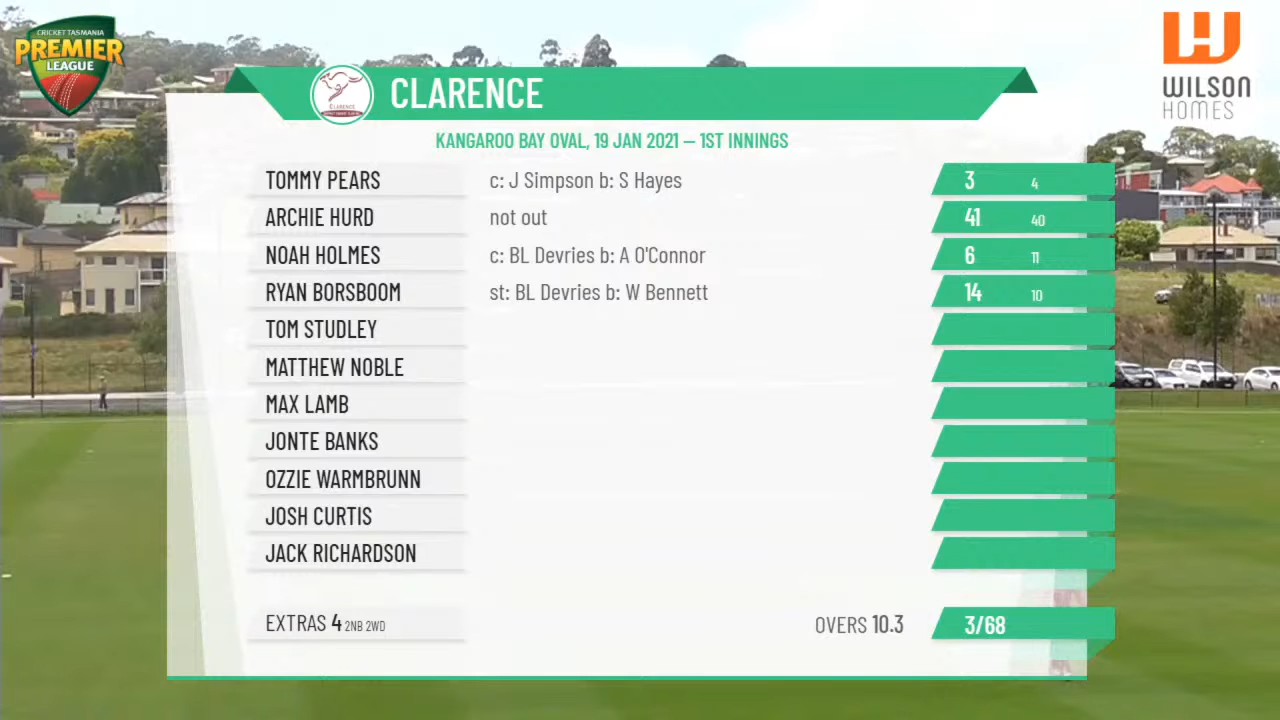 CRICKET TASMANIA
PREMIER
LEAGUE
WILSON
HOMES
CLARENCE
CLARENCE
KANGAROO BAY OVAL, 19 JAN 2021 – 1ST INNINGS
TOMMY PEARS c: J Simpson b: S Hayes 3 4
ARCHIE HURD not out 41 40
NOAH HOLMES c: BL Devries b: A O'Connor 6 11
RYAN BORSBOOM st: BL Devries b: W Bennett 14 10
TOM STUDLEY
MATTHEW NOBLE
MAX LAMB
JONTE BANKS
OZZIE WARMBRUNN
JOSH CURTIS
JACK RICHARDSON
EXTRAS 4 2NB 2WD OVERS 10.3 3/68